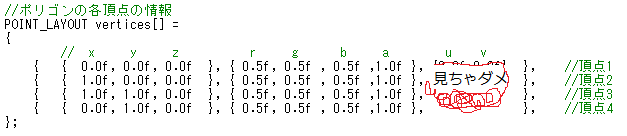 //ポリゴンの各頂点の情報
POINT_LAYOUT vertices[] =
{
// x y z r g b a u v
{ { 0.0f, 0.0f, 0.0f }, { 0.5f, 0.5f , 0.5f ,1.0f }, }, //頂点1
{ { 1.0f, 0.0f, 0.0f }, { 0.5f, 0.5f , 0.5f ,1.0f }, 見ちゃダメ }, //頂点2
{ { 1.0f, 1.0f, 0.0f }, { 0.5f, 0.5f , 0.5f ,1.0f }, }, //頂点3
{ { 0.0f, 1.0f, 0.0f }, { 0.5f, 0.5f , 0.5f ,1.0f }, }, //頂点4
};